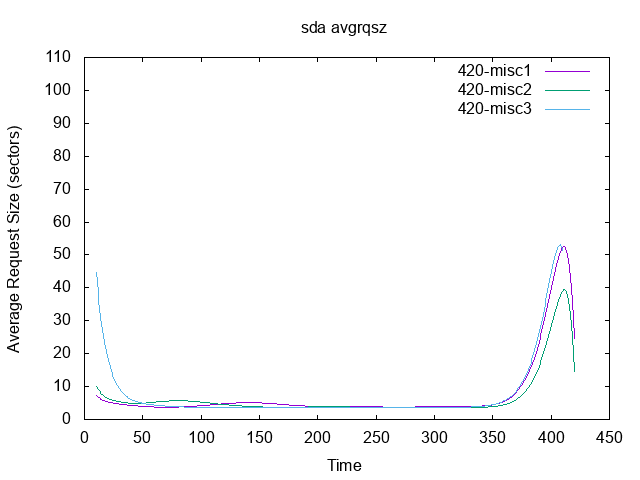 sda avgrqsz
110
100
90
80
70
60
50
40
30
20
10
0
420-misc1
420-misc2
420-misc3
Average Request Size (sectors)
0 50 100 150 200 250 300 350 400 450
Time